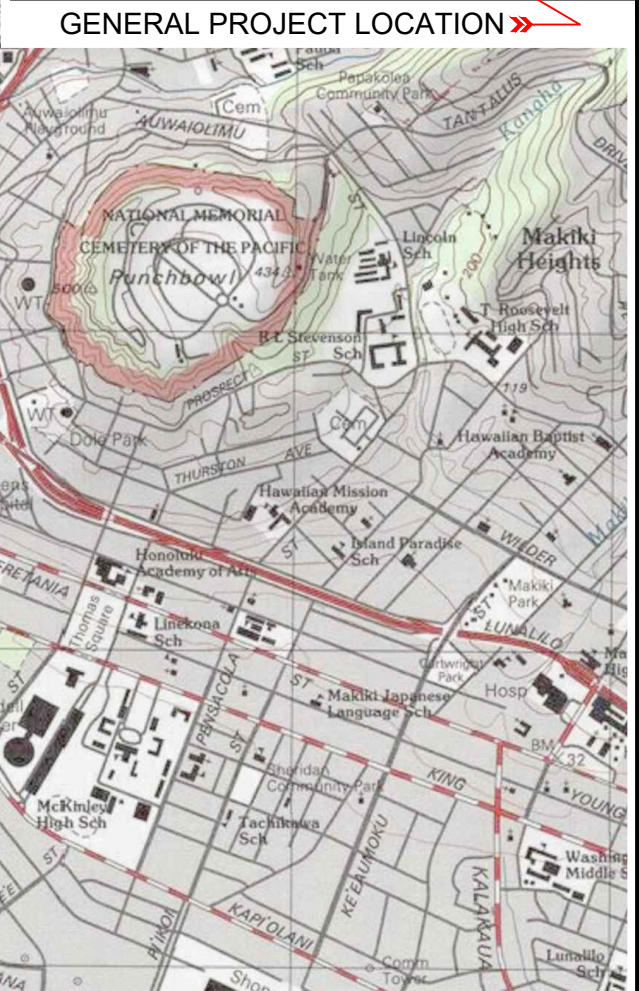 GENERAL PROJECT LOCATION
Sch
Papakolea
Community Park
TANTALUS
Kanaha
Cem
Auwaiolimu
Playground
AUWAIOLIMU
DRIVE
ST
NATIONAL MEMORIAL
CEMETERY OF THE PACIFIC
Punchbowl
434
Water
Tank
500
WT
Lincoln
Sch
200
Makiki
Heights
T Roosevelt
High Sch
R L Stevenson
Sch
PROSPECT
ST
119
WT
Dole Park
Cem
Hawaiian Baptist
Academy
THURSTON AVE
Hawaiian Mission
Academy
ST
Island Paradise
Sch
WILDER
Honolulu
Academy of Arts
ERETANIA
Thomas
Square
Linekona
Sch
Makiki
Park
ST
LUNALILO
Cartwright
Park
Hosp
PENSACOLA
ST
ST
Makiki Japanese
Language Sch
ST
BM
32
Sheridan
Community Park
KING
YOUNG
McKinley
High Sch
Tachikawa
Sch
ST
KE'EAUMOKU
KALAKAUA
Washing
Middle S
PI'IKOI
KAPI'OLANI
Comm
Tower
Lunalilo
Sch
Shop
ANA